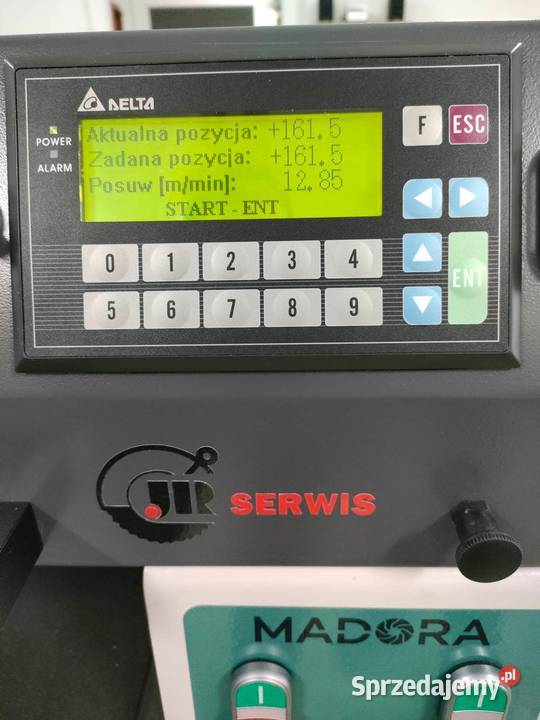 DELTA
POWER
ALARM
Aktualna pozycja: +161.5
Zadana pozycja: +161.5
Posuw [m/min]: 12.85
START - ENT
F ESC
0 1 2 3 4
5 6 7 8 9
ENT
JR SERWIS
MADORA
I I
Sprzedajemy.pl